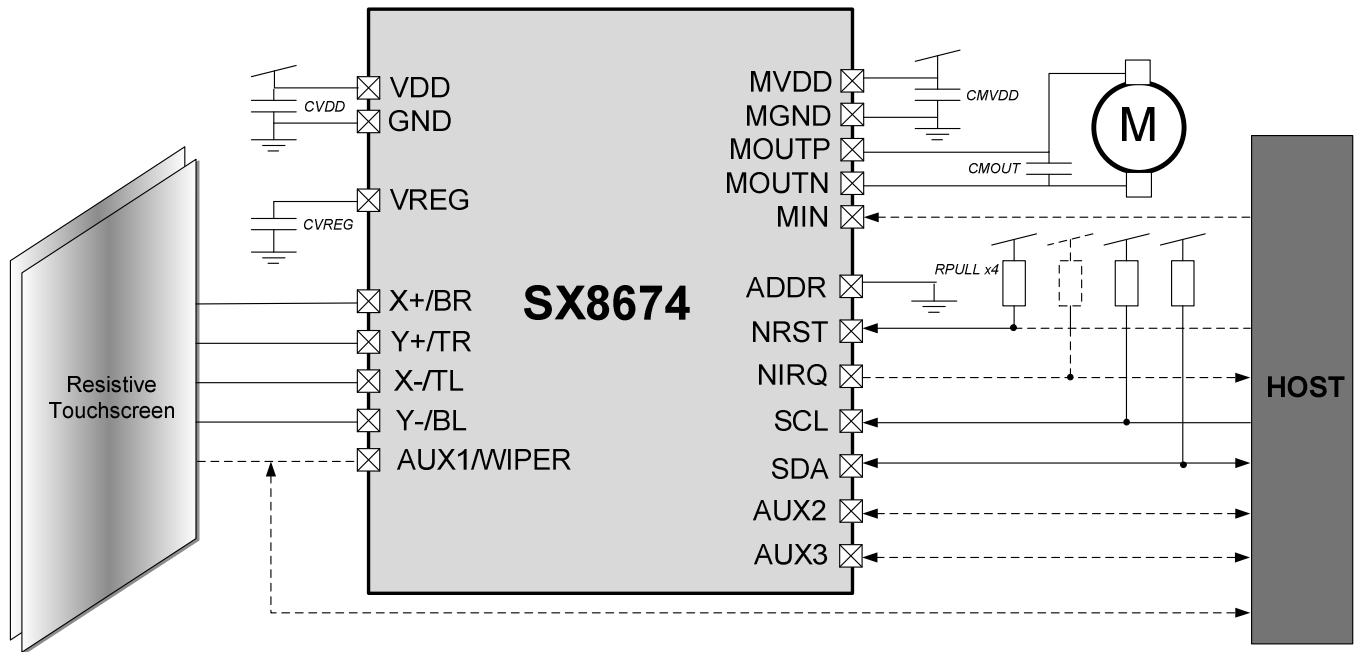 VDD
CVDD
GND
VREG
CVREG
X+/BR
Y+/TR
X-/TL
Y-/BL
AUX1/WIPER
Resistive
Touchscreen
SX8674
MVDD
MGND
MOUTP
MOUTN
MIN
ADDR
NRST
NIRQ
SCL
SDA
AUX2
AUX3
CMVDD
CMOUT
M
RPULL x4
HOST